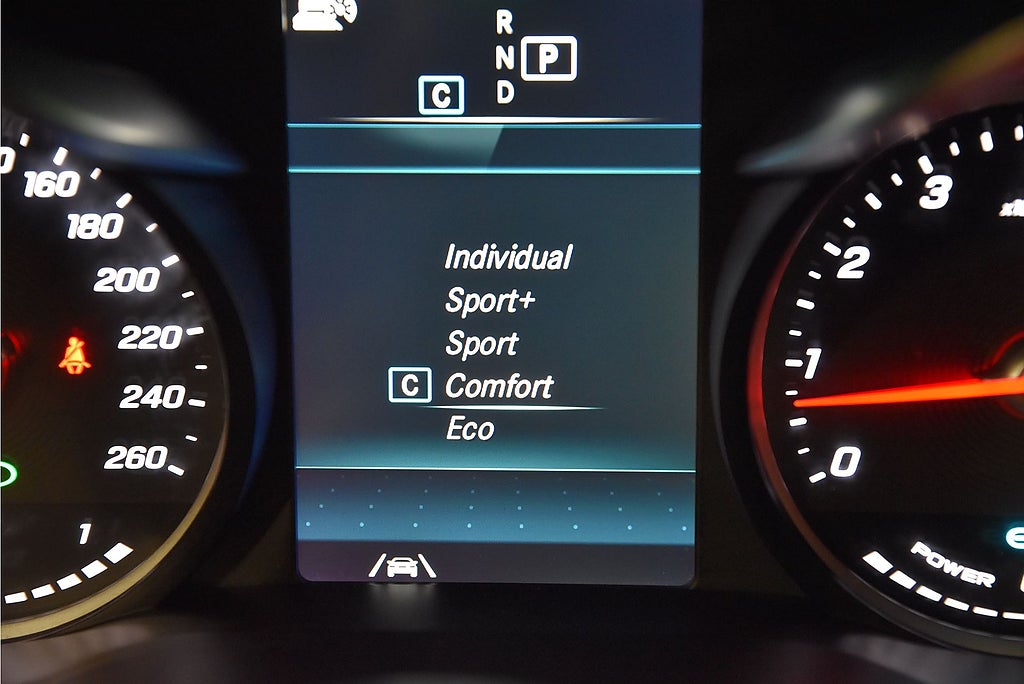 R
N
P
D
C
160
180
200
220
240
260
1
Individual
Sport+
Sport
C Comfort
Eco
3
2
1
0
POWER